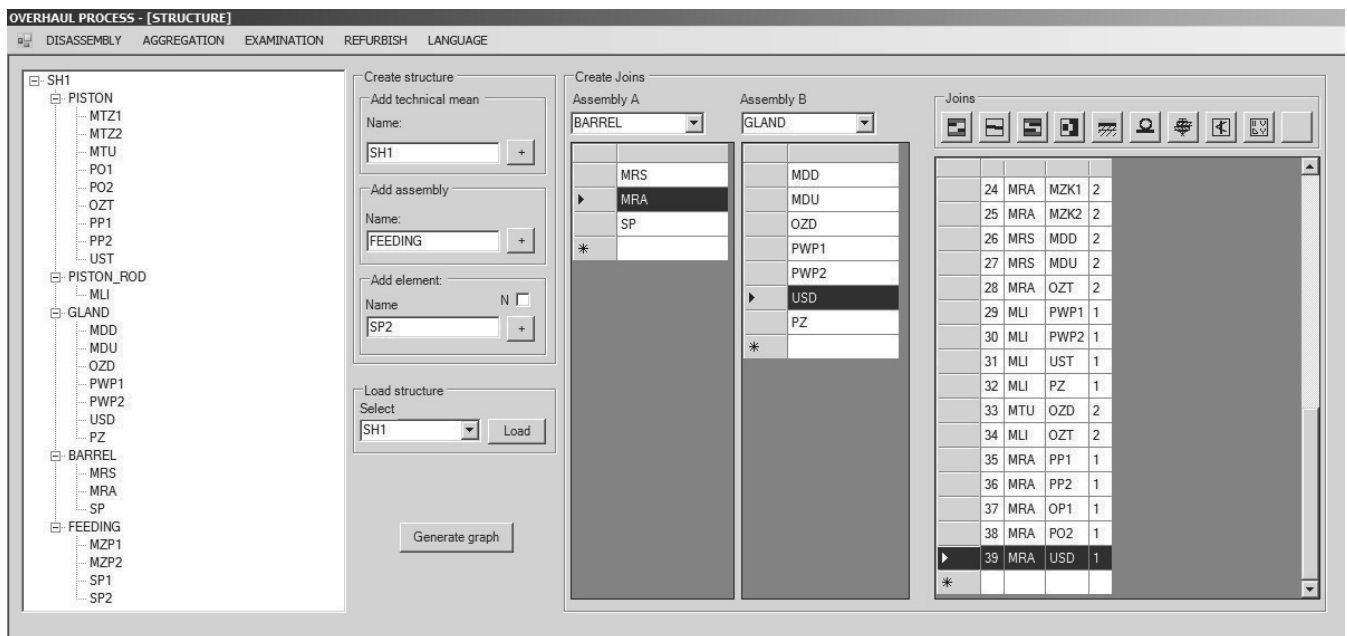 OVERHAUL PROCESS - [STRUCTURE]
DISASSEMBLY AGGREGATION EXAMINATION REFURBISH LANGUAGE
SH1
PISTON
MTZ1
MTZ2
MTU
PO1
PO2
OZT
PP1
PP2
UST
PISTON_ROD
MLI
GLAND
MDD
MDU
OZD
PWP1
PWP2
USD
PZ
BARREL
MRS
MRA
SP
FEEDING
MZP1
MZP2
SP1
SP2
Create structure
Add technical mean
Name:
SH1 +
Add assembly
Name:
FEEDING +
Add element:
Name N
SP2 +
Load structure
Select
SH1 Load
Generate graph
Create Joins
Assembly A
BARREL
MRS
MRA
SP
*
Assembly B
GLAND
MDD
MDU
OZD
PWP1
PWP2
USD
PZ
*
Joins
24 MRA MZK1 2
25 MRA MZK2 2
26 MRS MDD 2
27 MRS MDU 2
28 MRA OZT 2
29 MLI PWP1 1
30 MLI PWP2 1
31 MLI UST 1
32 MLI PZ 1
33 MTU OZD 2
34 MLI OZT 2
35 MRA PP1 1
36 MRA PP2 1
37 MRA OP1 1
38 MRA PO2 1
39 MRA USD 1
*